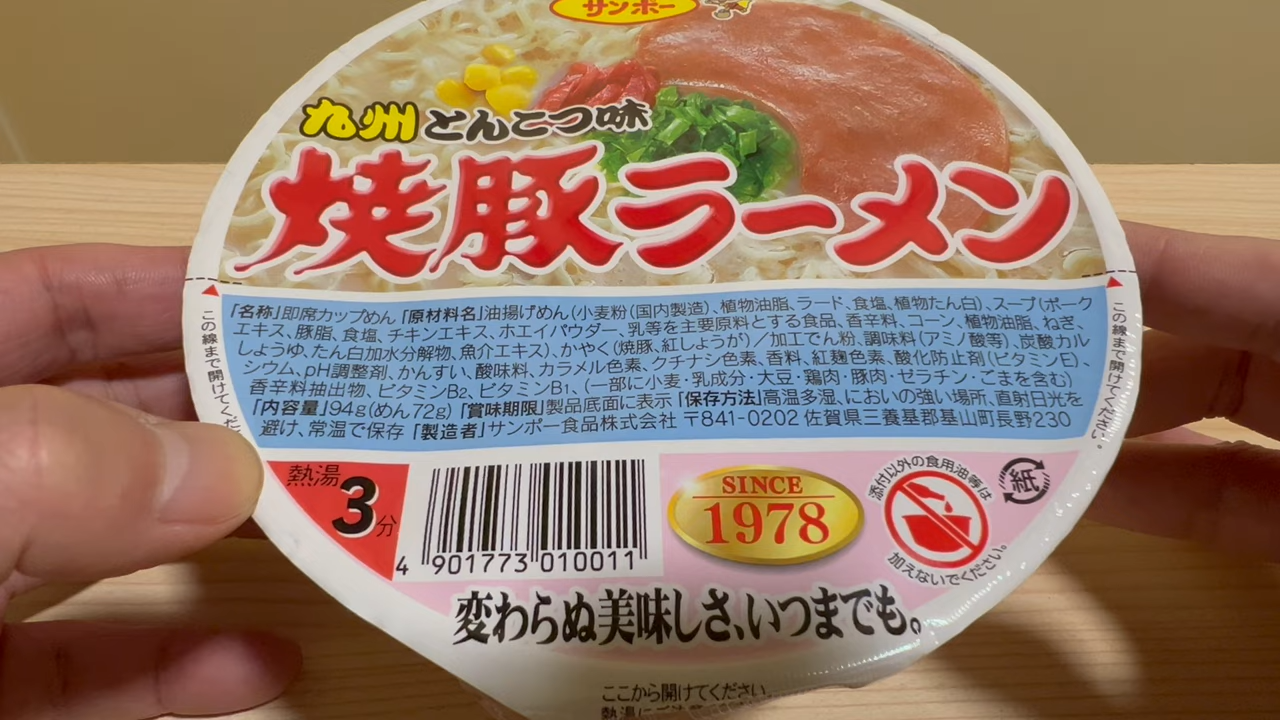 サンポー
九州とんこつ味
焼豚ラーメン
この線まで開けてくだ
この線まで開けてください。
「名称」即席カップめん「原材料名」油揚げめん(小麦粉(国内製造)、植物油脂、ラード、食塩、植物たん白)、スープ(ポーク
エキス、豚脂、食塩、チキンエキス、ホエイパウダー、乳等を主要原料とする食品、香辛料、コーン、植物油脂、ねぎ、
しょうゆ、たん白加水分解物、魚介エキス)、かやく(焼豚、紅しょうが)/加工でん粉、調味料(アミノ酸等)、炭酸カル
シウム、pH調整剤、かんすい、酸味料、カラメル色素、クチナシ色素、香料、紅麹色素、酸化防止剤(ビタミンE)、
香辛料抽出物、ビタミンB₂、ビタミンB₁、(一部に小麦・乳成分・大豆・鶏肉・豚肉・ゼラチン・ごまを含む)
「内容量」94g(めん72g)「賞味期限」製品底面に表示「保存方法」高温多湿、においの強い場所、直射日光を
避け、常温で保存「製造者」サンポー食品株式会社 〒841-0202 佐賀県三養基郡基山町長野230
熱湯3分
4 901773 010011
SINCE
1978
添付以外の食用油等は
加えないでください。
紙
変わらぬ美味しさ、いつまでも。
ここから開けてください